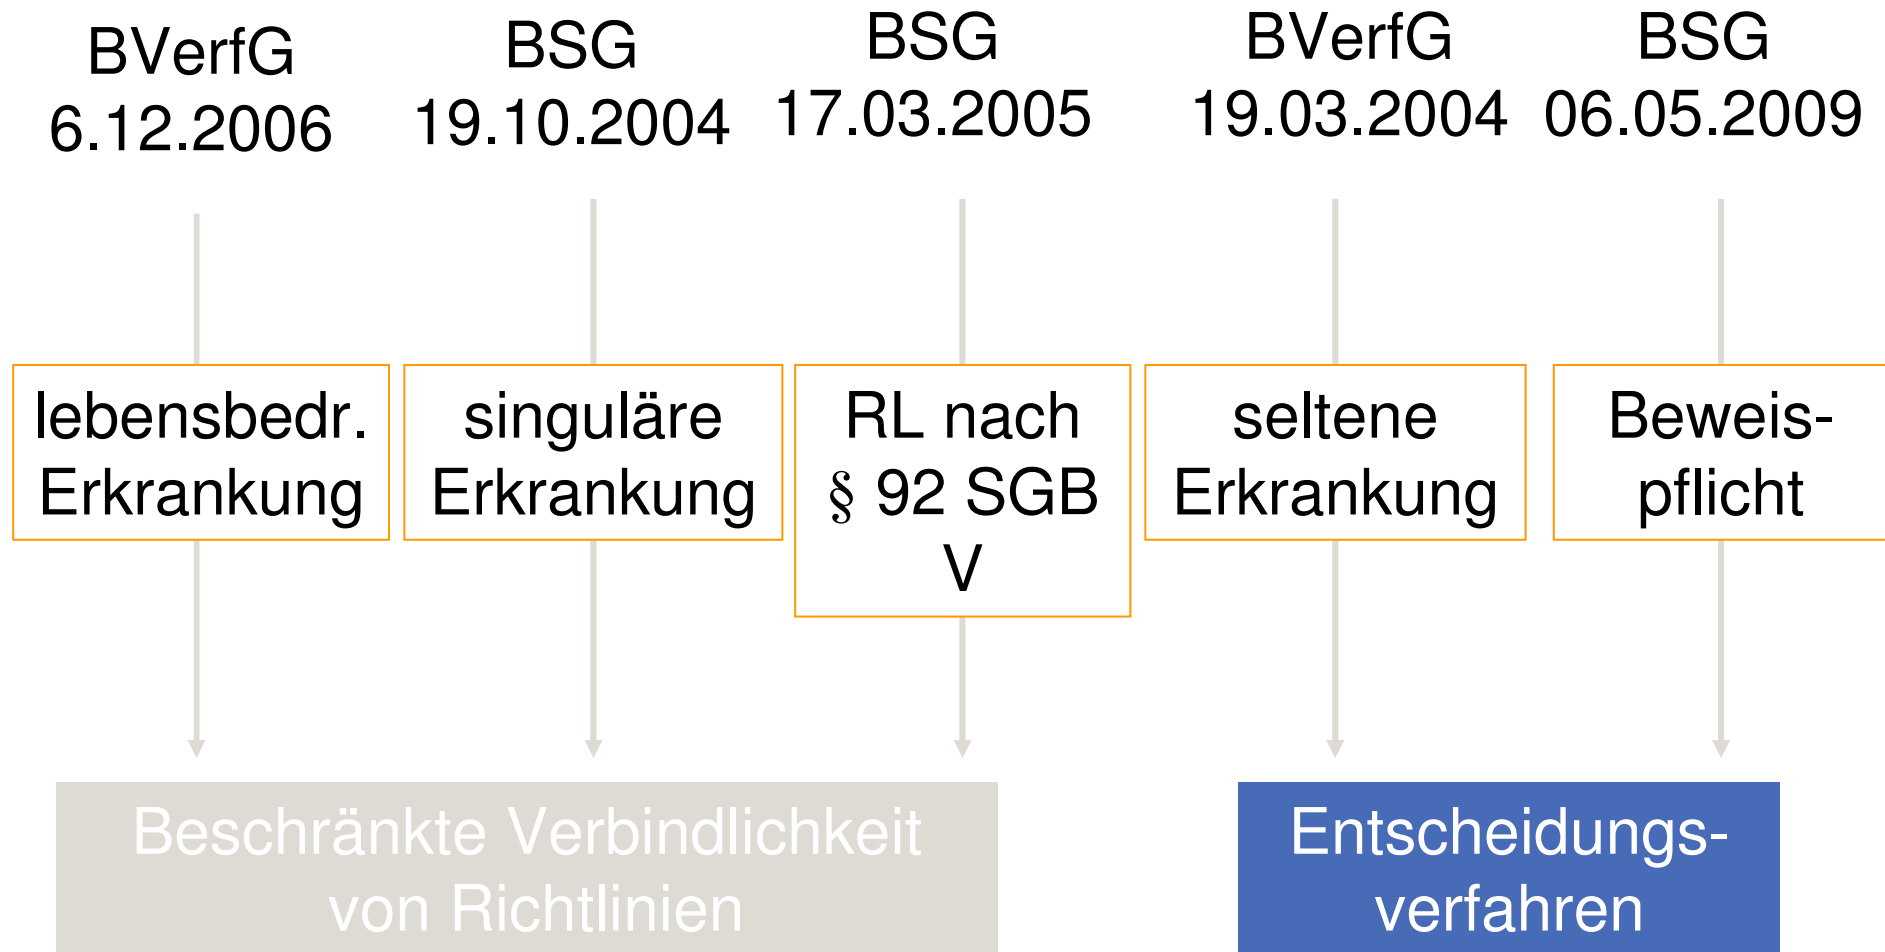 BVerfG
6.12.2006
BSG
19.10.2004
BSG
17.03.2005
BVerfG
19.03.2004
BSG
06.05.2009
lebensbedr.
Erkrankung
singuläre
Erkrankung
RL nach
§ 92 SGB
V
seltene
Erkrankung
Beweis-
pflicht
Beschränkte Verbindlichkeit
von Richtlinien
Entscheidungs-
verfahren